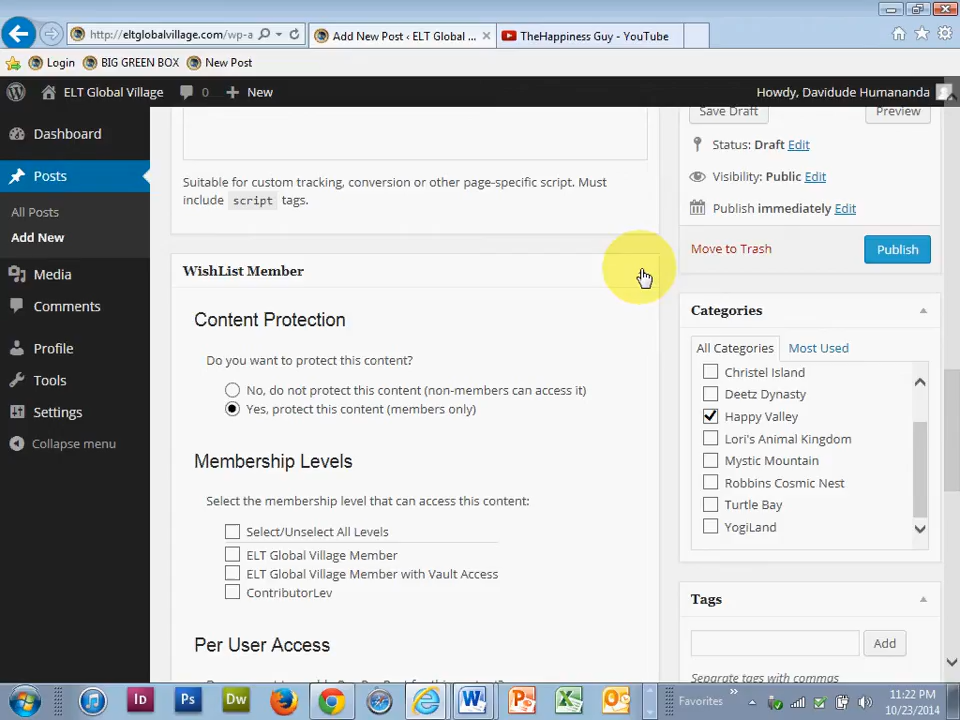 http://eltglobalvillage.com/wp-a
Add New Post ‹ ELT Global ...
TheHappiness Guy - YouTube
Login
BIG GREEN BOX
New Post
ELT Global Village
0
New
Howdy, Davidude Humananda
Dashboard
Posts
All Posts
Add New
Media
Comments
Profile
Tools
Settings
Collapse menu
Suitable for custom tracking, conversion or other page-specific script. Must
include script tags.
WishList Member
Content Protection
Do you want to protect this content?
No, do not protect this content (non-members can access it)
Yes, protect this content (members only)
Membership Levels
Select the membership level that can access this content:
Select/Unselect All Levels
ELT Global Village Member
ELT Global Village Member with Vault Access
ContributorLev
Per User Access
Save Draft
Preview
Status: Draft Edit
Visibility: Public Edit
Publish immediately Edit
Move to Trash
Publish
Categories
All Categories
Most Used
Christel Island
Deetz Dynasty
Happy Valley
Lori's Animal Kingdom
Mystic Mountain
Robbins Cosmic Nest
Turtle Bay
YogiLand
Tags
Add
Separate tags with commas
Id
Ps
Dw
Favorites
11:22 PM
10/23/2014